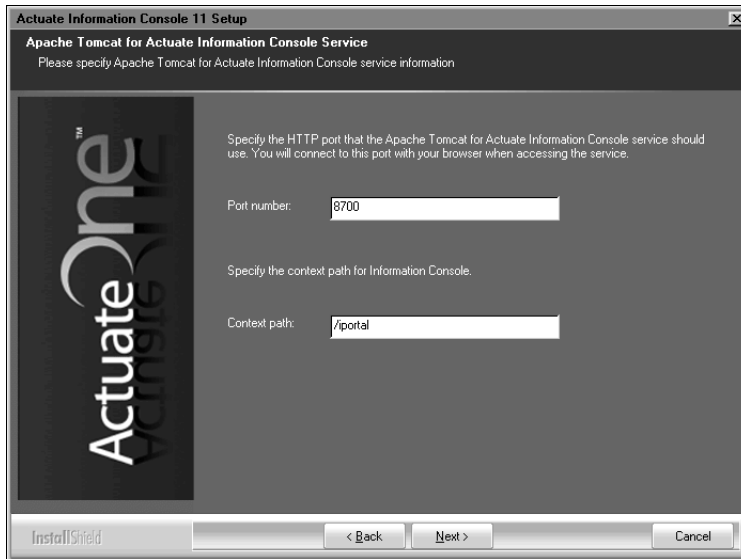 Actuate Information Console 11 Setup
Apache Tomcat for Actuate Information Console Service
Please specify Apache Tomcat for Actuate Information Console service information
Specify the HTTP port that the Apache Tomcat for Actuate Information Console service should
use. You will connect to this port with your browser when accessing the service.
Port number: 8700
Specify the context path for Information Console.
Context path: /iportal
ActuateOne™
InstallShield
< Back Next > Cancel